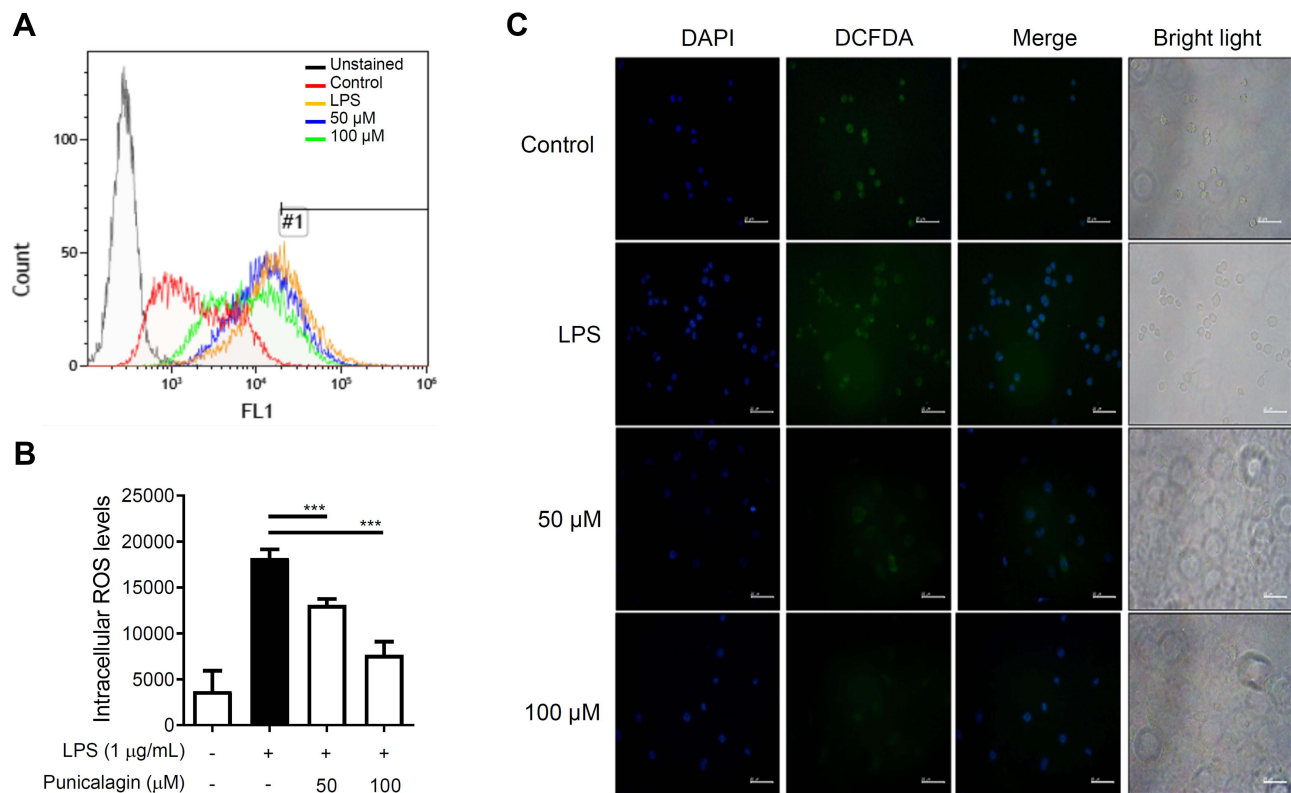 A
Unstained
Control
LPS
50 μM
100 μM
100
50
0
Count
#1
10³ 10⁴ 10⁵ 10⁶
FL1
B
25000
20000
15000
10000
5000
0
Intracellular ROS levels
***
***
LPS (1 μg/mL) - + + +
Punicalagin (μM) - - 50 100
C
DAPI DCFDA Merge Bright light
Control
LPS
50 μM
100 μM